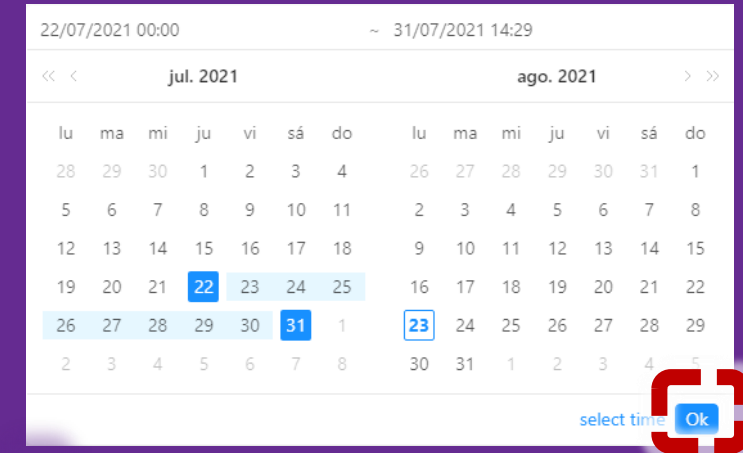 22/07/2021 00:00 ~ 31/07/2021 14:29
« < jul. 2021 ago. 2021 > »
lu ma mi ju vi sá do lu ma mi ju vi sá do
28 29 30 1 2 3 4 26 27 28 29 30 31 1
5 6 7 8 9 10 11 2 3 4 5 6 7 8
12 13 14 15 16 17 18 9 10 11 12 13 14 15
19 20 21 22 23 24 25 16 17 18 19 20 21 22
26 27 28 29 30 31 1 23 24 25 26 27 28 29
2 3 4 5 6 7 8 30 31 1 2 3 4 5
select time Ok